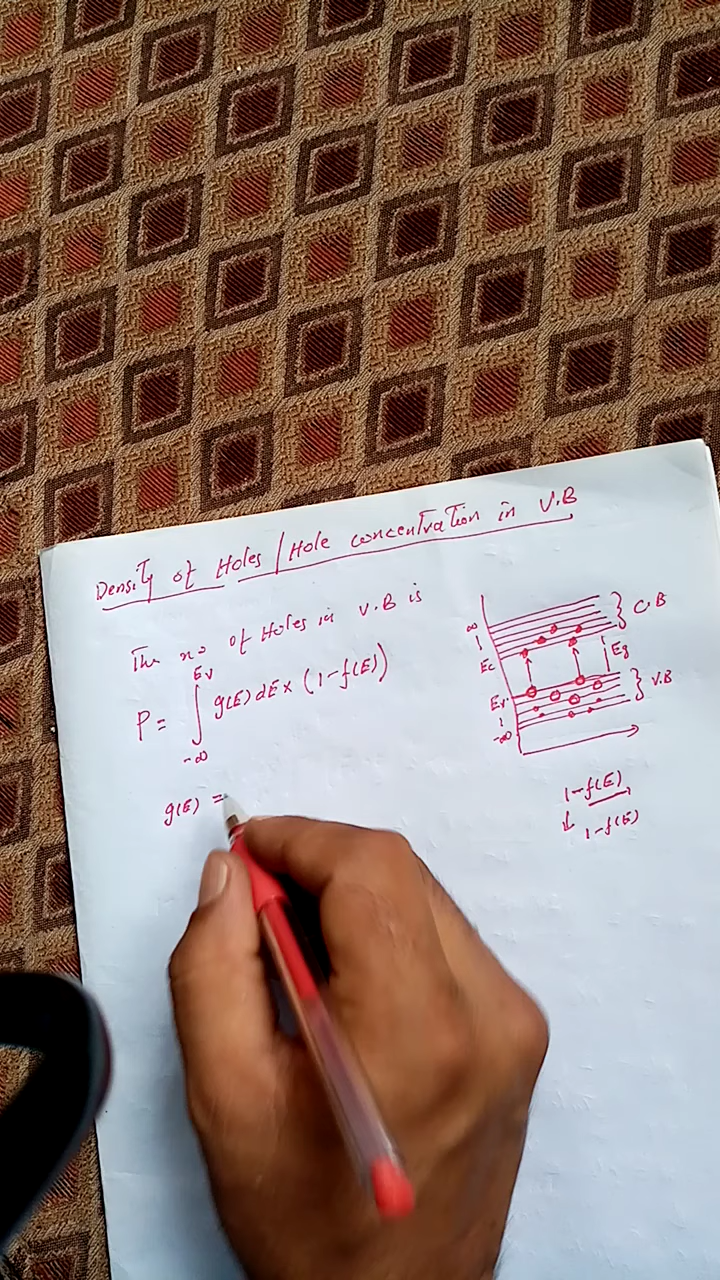 Density of Holes / Hole concentration in V.B
The no of Holes in V.B is
P = ∫_{-∞}^{Ev} g(E) dE × (1-f(E))
g(E) =
∞
Ec
Ev
-∞
} C.B
Eg
} V.B
1-f(E)
↓ 1-f(E)